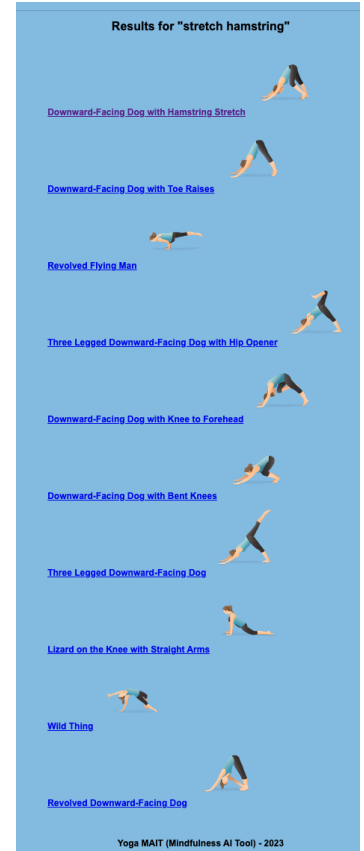 Results for "stretch hamstring"
Downward-Facing Dog with Hamstring Stretch
Downward-Facing Dog with Toe Raises
Revolved Flying Man
Three Legged Downward-Facing Dog with Hip Opener
Downward-Facing Dog with Knee to Forehead
Downward-Facing Dog with Bent Knees
Three Legged Downward-Facing Dog
Lizard on the Knee with Straight Arms
Wild Thing
Revolved Downward-Facing Dog
Yoga MAIT (Mindfulness AI Tool) - 2023